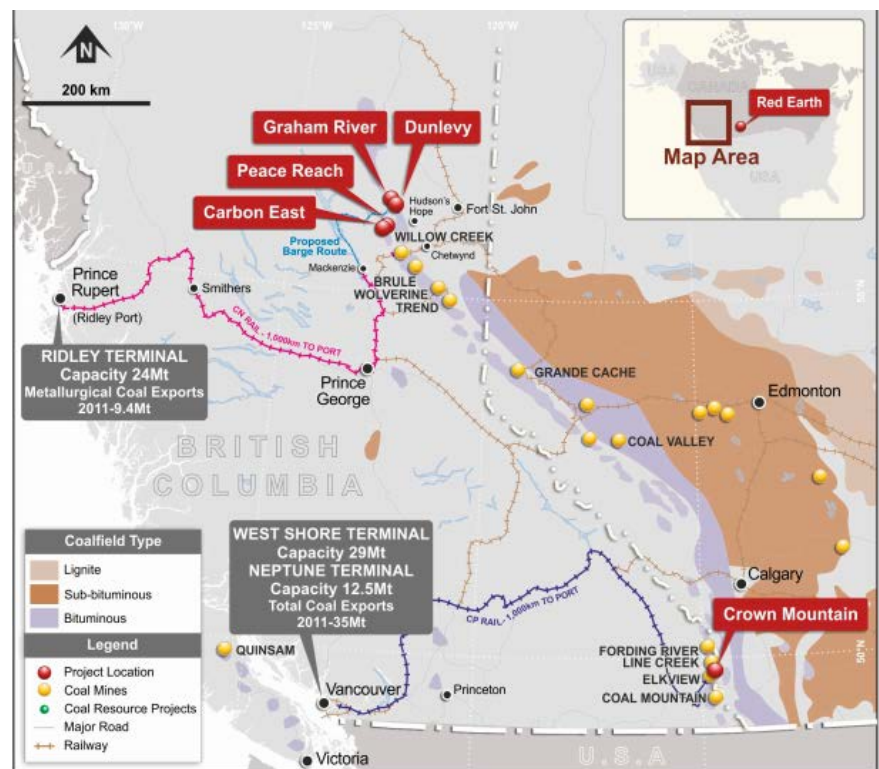 130°W
125°W
120°W
N
200 km
CANADA
USA
Red Earth
Map Area
USA
Graham River
Dunlevy
Peace Reach
Carbon East
Hudson's
Hope
Fort St. John
WILLOW CREEK
Chetwynd
Proposed
Barge Route
Mackenzie
BRULE
WOLVERINE
TREND
Prince
Rupert
(Ridley Port)
Smithers
CN RAIL - 1,000km TO PORT
55°N
RIDLEY TERMINAL
Capacity 24Mt
Metallurgical Coal Exports
2011-9.4Mt
Prince
George
GRANDE CACHE
Edmonton
COAL VALLEY
BRITISH
COLUMBIA
Coalfield Type
Lignite
Sub-bituminous
Bituminous
Legend
Project Location
Coal Mines
Coal Resource Projects
Major Road
Railway
WEST SHORE TERMINAL
Capacity 29Mt
NEPTUNE TERMINAL
Capacity 12.5Mt
Total Coal Exports
2011-35Mt
CP RAIL - 1,000km TO PORT
Calgary
Crown Mountain
FORDING RIVER
LINE CREEK
ELKVIEW
COAL MOUNTAIN
50°N
QUINSAM
Vancouver
Princeton
Victoria
U.S.A